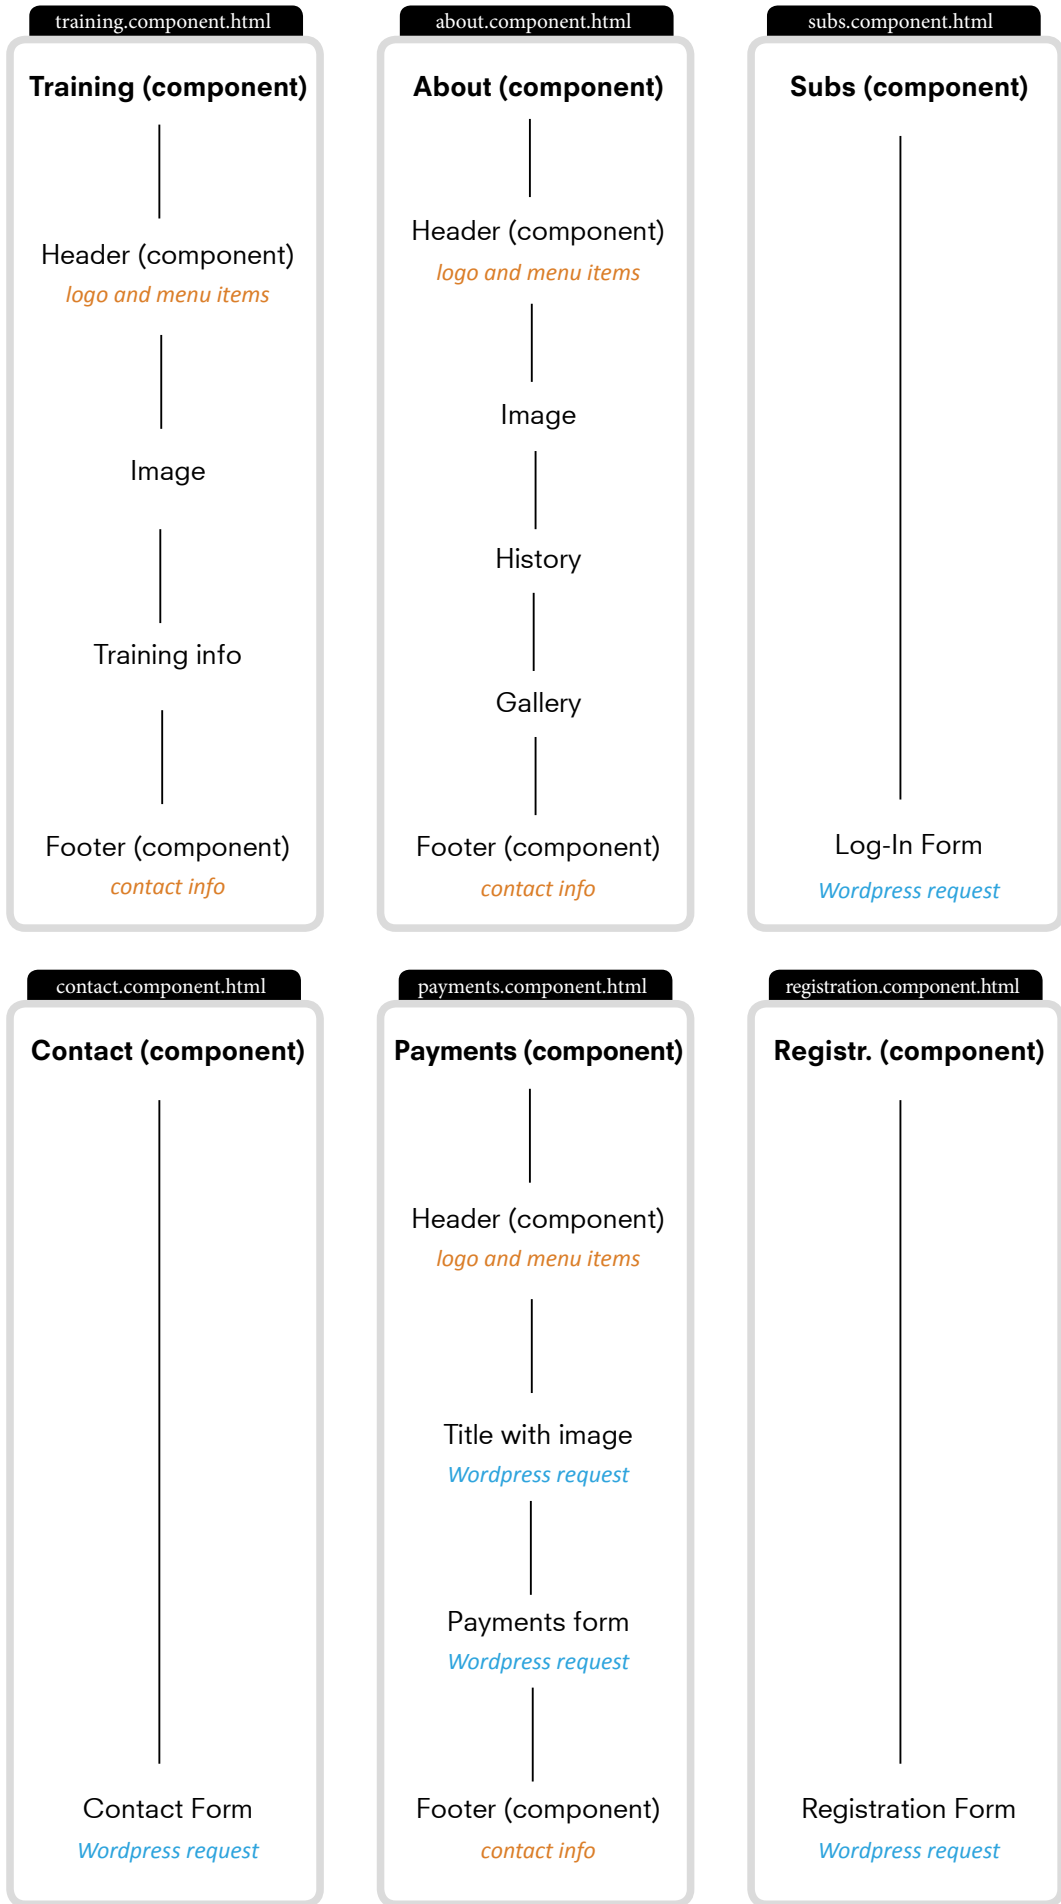 training.component.html
Training (component)
Header (component)
logo and menu items
Image
Training info
Footer (component)
contact info
about.component.html
About (component)
Header (component)
logo and menu items
Image
History
Gallery
Footer (component)
contact info
subs.component.html
Subs (component)
Log-In Form
Wordpress request
contact.component.html
Contact (component)
Contact Form
Wordpress request
payments.component.html
Payments (component)
Header (component)
logo and menu items
Title with image
Wordpress request
Payments form
Wordpress request
Footer (component)
contact info
registration.component.html
Registr. (component)
Registration Form
Wordpress request